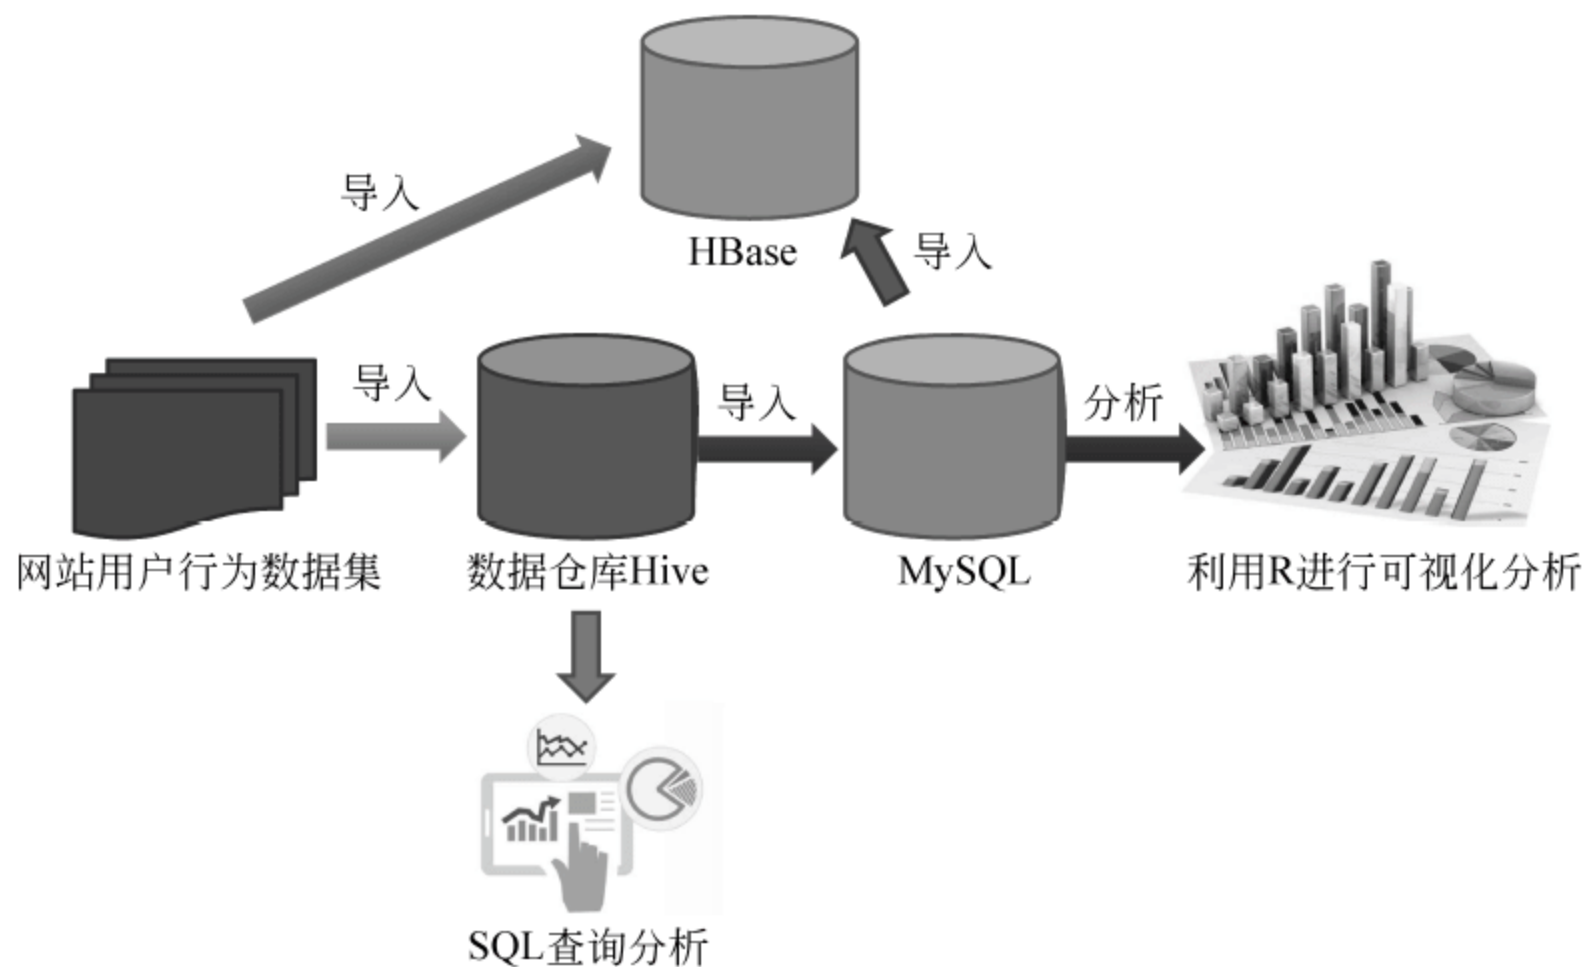 导入
HBase
导入
导入
导入
分析
网站用户行为数据集
数据仓库Hive
MySQL
利用R进行可视化分析
SQL查询分析